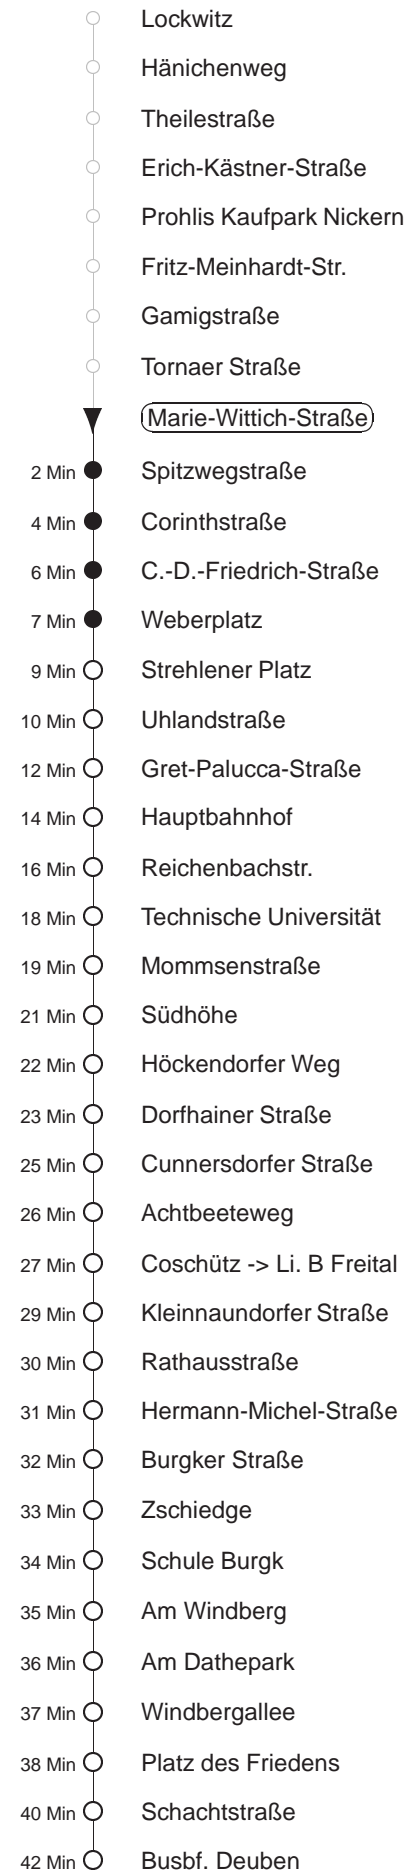 Lockwitz
Hänichenweg
Theilestraße
Erich-Kästner-Straße
Prohlis Kaufpark Nickern
Fritz-Meinhardt-Str.
Gamigstraße
Tornaer Straße
Marie-Wittich-Straße
2 Min Spitzwegstraße
4 Min Corinthstraße
6 Min C.-D.-Friedrich-Straße
7 Min Weberplatz
9 Min Strehlener Platz
10 Min Uhlandstraße
12 Min Gret-Palucca-Straße
14 Min Hauptbahnhof
16 Min Reichenbachstr.
18 Min Technische Universität
19 Min Mommsenstraße
21 Min Südhöhe
22 Min Höckendorfer Weg
23 Min Dorfhainer Straße
25 Min Cunnersdorfer Straße
26 Min Achtbeeteweg
27 Min Coschütz -> Li. B Freital
29 Min Kleinnaundorfer Straße
30 Min Rathausstraße
31 Min Hermann-Michel-Straße
32 Min Burgker Straße
33 Min Zschiedge
34 Min Schule Burgk
35 Min Am Windberg
36 Min Am Dathepark
37 Min Windbergallee
38 Min Platz des Friedens
40 Min Schachtstraße
42 Min Busbf. Deuben